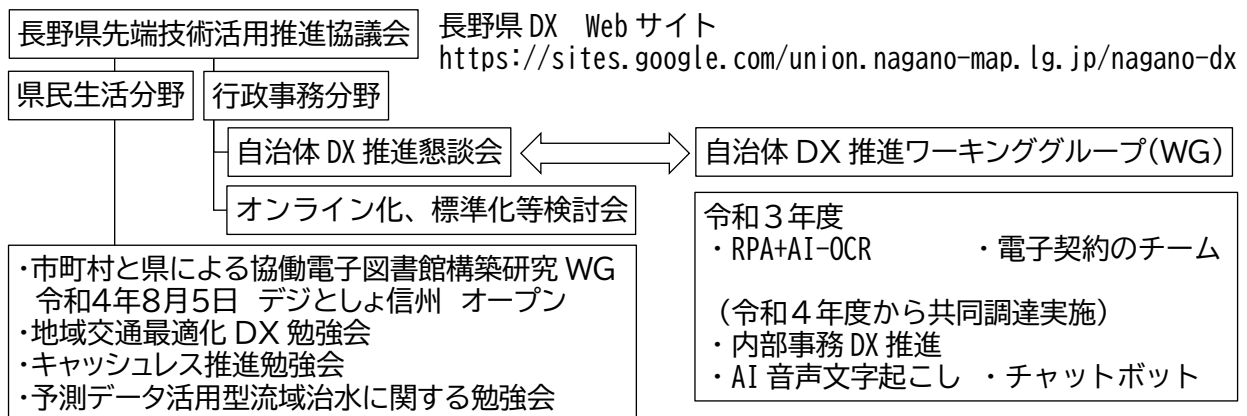 長野県先端技術活用推進協議会
長野県DX Webサイト
https://sites.google.com/union.nagano-map.lg.jp/nagano-dx
県民生活分野
行政事務分野
自治体DX推進懇談会
自治体DX推進ワーキンググループ(WG)
オンライン化、標準化等検討会
・市町村と県による協働電子図書館構築研究WG
令和4年8月5日 デジとしょ信州 オープン
・地域交通最適化DX勉強会
・キャッシュレス推進勉強会
・予測データ活用型流域治水に関する勉強会
令和3年度
・RPA+AI-OCR ・電子契約のチーム
(令和4年度から共同調達実施)
・内部事務DX推進
・AI音声文字起こし ・チャットボット